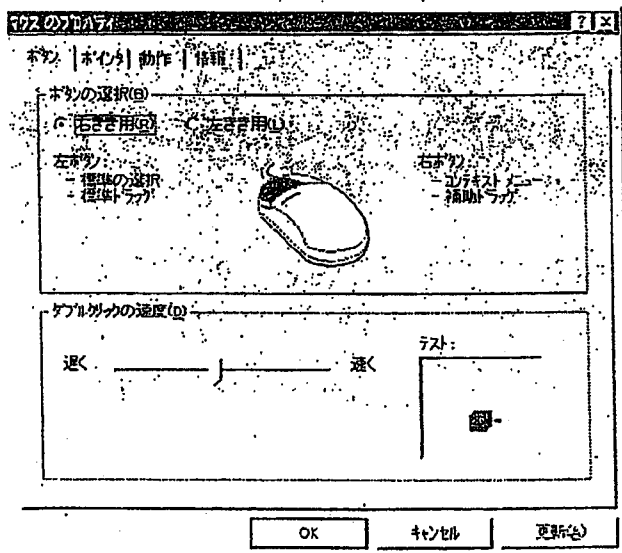 マウス のプロパティ
ボタン ポインタ 動作 情報
ボタンの選択(B)
右きき用(R) 左きき用(L)
左ボタン:
- 標準の選択
- 標準ドラッグ
右ボタン:
- コンテキスト メニュー
- 補助ドラッグ
ダブルクリックの速度(D)
遅く 速く
テスト:
OK キャンセル 更新(A)